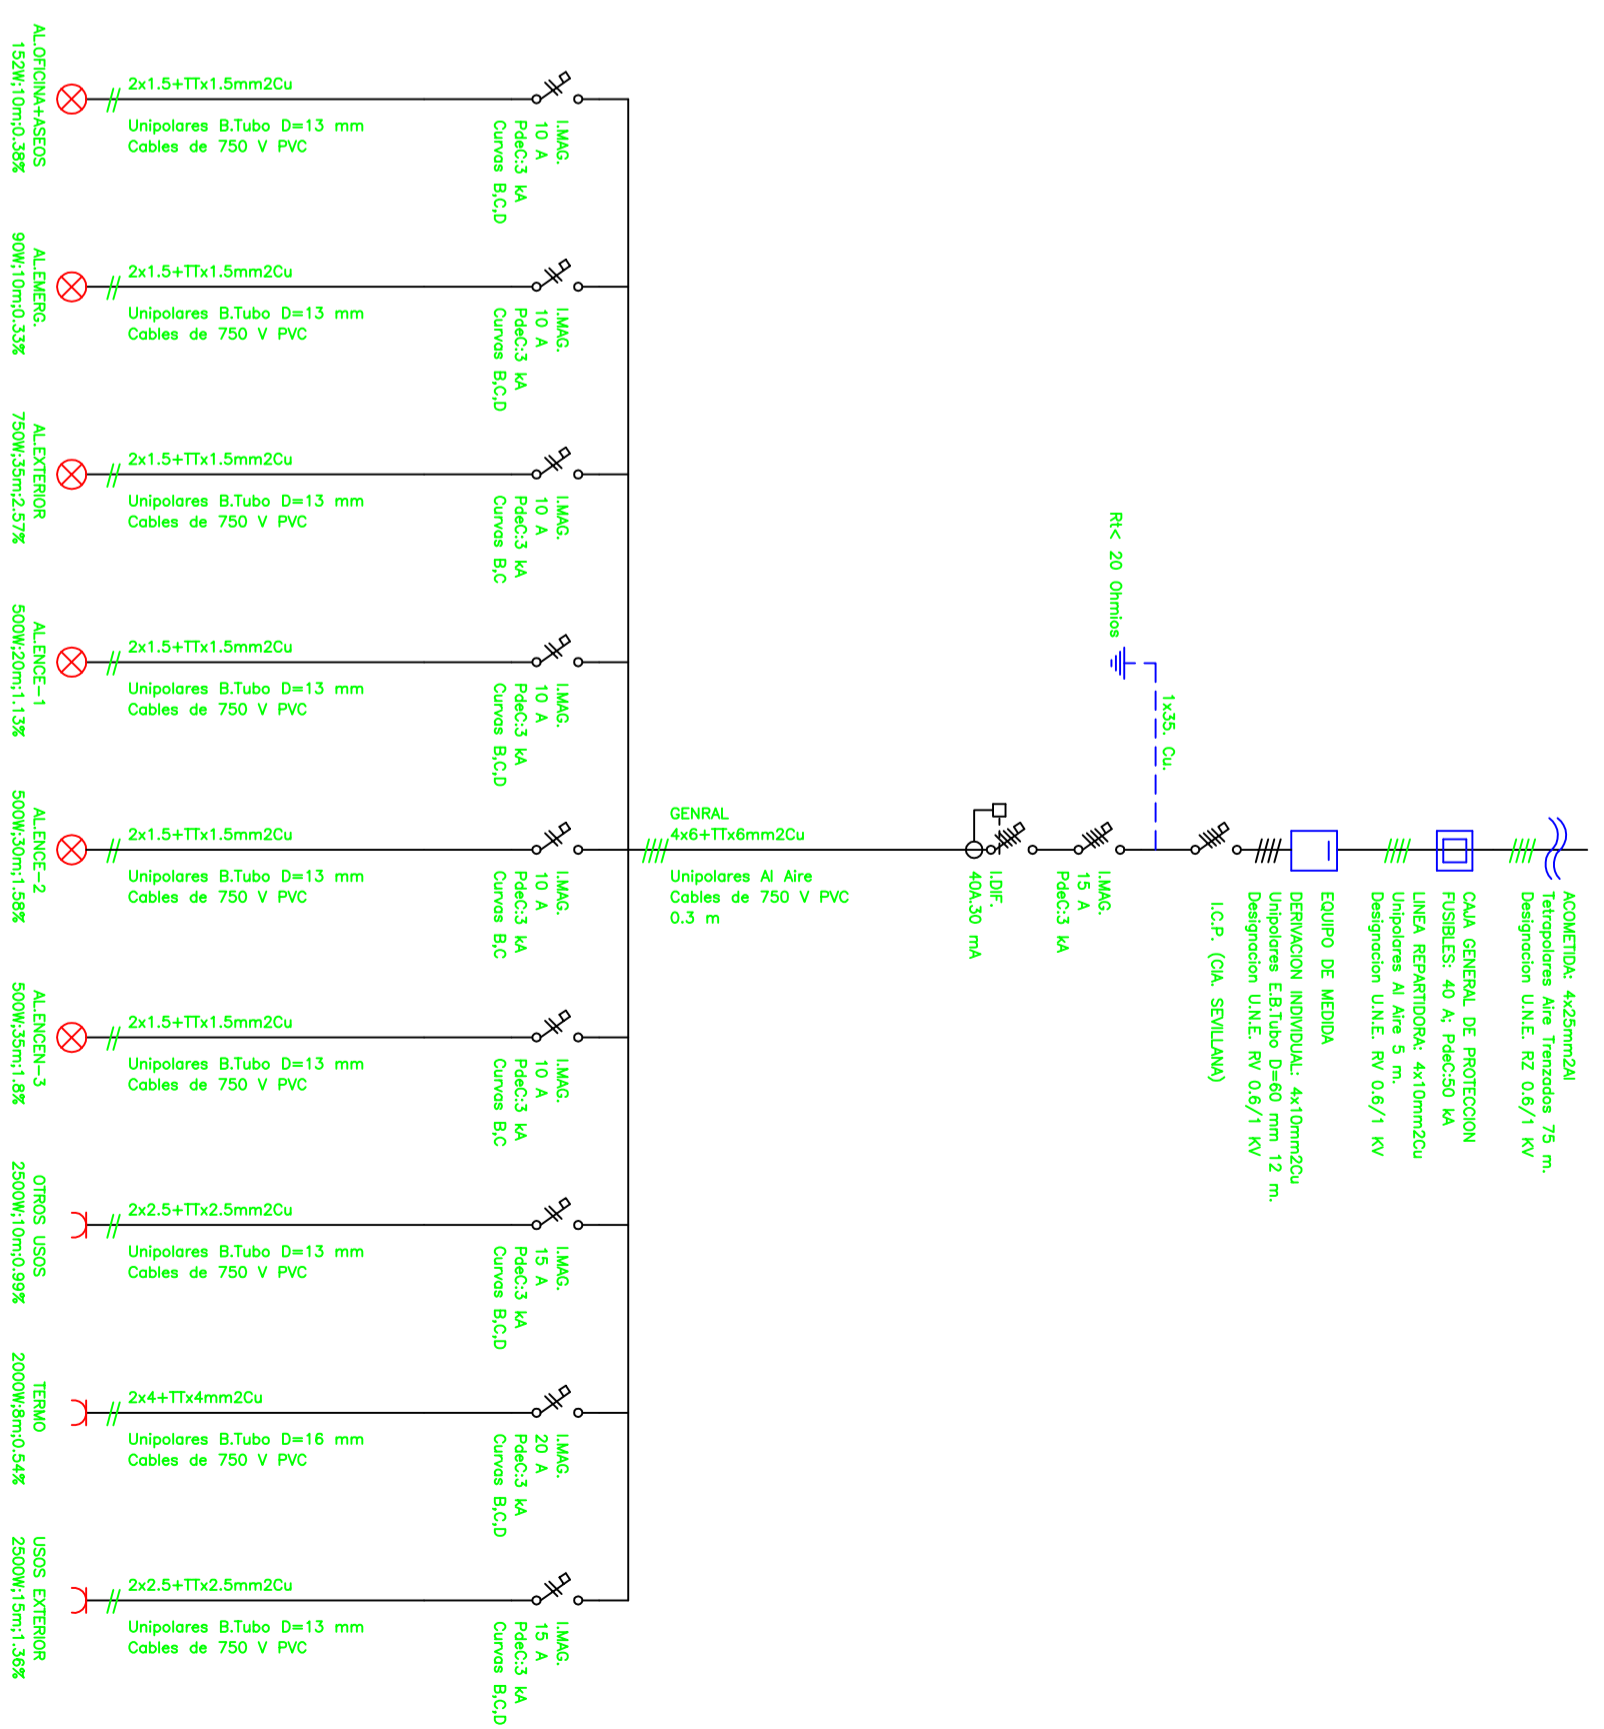 ACOMETIDA: 4x25mm2Al
Tetrapolares Aire Trenzados 75 m.
Designacion U.N.E. RZ 0.6/1 KV
CAJA GENERAL DE PROTECCION
FUSIBLES: 40 A; PdeC:50 kA
LINEA REPARTIDORA: 4x10mm2Cu
Unipolares Al Aire 5 m.
Designacion U.N.E. RV 0.6/1 KV
EQUIPO DE MEDIDA
DERIVACION INDIVIDUAL: 4x10mm2Cu
Unipolares E.B.Tubo D=60 mm 12 m.
Designacion U.N.E. RV 0.6/1 KV
I.C.P. (CIA. SEVILLANA)
1x35. Cu.
Rt< 20 Ohmios
I.MAG.
15 A
PdeC:3 kA
I.DIF.
40A.30 mA
GENRAL
4x6+TTx6mm2Cu
Unipolares Al Aire
Cables de 750 V PVC
0.3 m
I.MAG.
10 A
PdeC:3 kA
Curvas B,C,D
2x1.5+TTx1.5mm2Cu
Unipolares B.Tubo D=13 mm
Cables de 750 V PVC
AL.OFICINA+ASEOS
152W;10m;0.38%
I.MAG.
10 A
PdeC:3 kA
Curvas B,C,D
2x1.5+TTx1.5mm2Cu
Unipolares B.Tubo D=13 mm
Cables de 750 V PVC
AL.EMERG.
90W;10m;0.33%
I.MAG.
10 A
PdeC:3 kA
Curvas B,C
2x1.5+TTx1.5mm2Cu
Unipolares B.Tubo D=13 mm
Cables de 750 V PVC
AL.EXTERIOR
750W;35m;2.57%
I.MAG.
10 A
PdeC:3 kA
Curvas B,C,D
2x1.5+TTx1.5mm2Cu
Unipolares B.Tubo D=13 mm
Cables de 750 V PVC
AL.ENCE-1
500W;20m;1.13%
I.MAG.
10 A
PdeC:3 kA
Curvas B,C
2x1.5+TTx1.5mm2Cu
Unipolares B.Tubo D=13 mm
Cables de 750 V PVC
AL.ENCE-2
500W;30m;1.58%
I.MAG.
10 A
PdeC:3 kA
Curvas B,C
2x1.5+TTx1.5mm2Cu
Unipolares B.Tubo D=13 mm
Cables de 750 V PVC
AL.ENCEN-3
500W;35m;1.8%
I.MAG.
15 A
PdeC:3 kA
Curvas B,C,D
2x2.5+TTx2.5mm2Cu
Unipolares B.Tubo D=13 mm
Cables de 750 V PVC
OTROS USOS
2500W;10m;0.99%
I.MAG.
20 A
PdeC:3 kA
Curvas B,C,D
2x4+TTx4mm2Cu
Unipolares B.Tubo D=16 mm
Cables de 750 V PVC
TERMO
2000W;8m;0.54%
I.MAG.
15 A
PdeC:3 kA
Curvas B,C,D
2x2.5+TTx2.5mm2Cu
Unipolares B.Tubo D=13 mm
Cables de 750 V PVC
USOS EXTERIOR
2500W;15m;1.36%